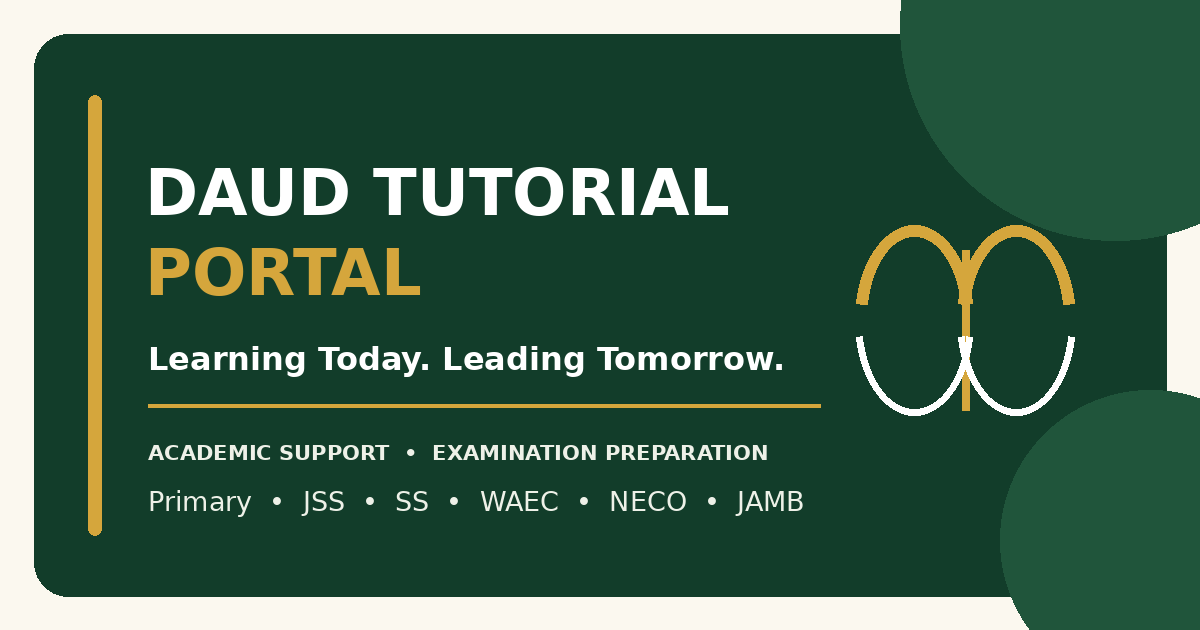 DAUD TUTORIAL
PORTAL
Learning Today. Leading Tomorrow.
ACADEMIC SUPPORT • EXAMINATION PREPARATION
Primary • JSS • SS • WAEC • NECO • JAMB